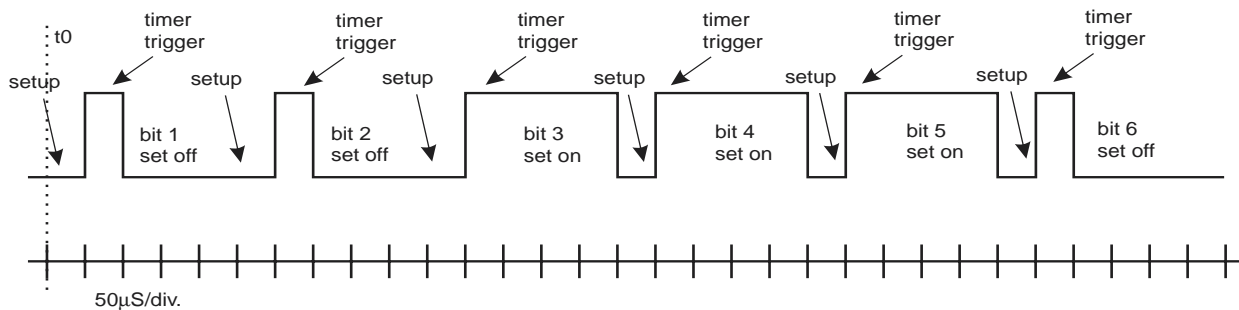 t0
timer
trigger
timer
trigger
timer
trigger
timer
trigger
timer
trigger
timer
trigger
setup
setup
setup
setup
setup
setup
bit 1
set off
bit 2
set off
bit 3
set on
bit 4
set on
bit 5
set on
bit 6
set off
50μS/div.